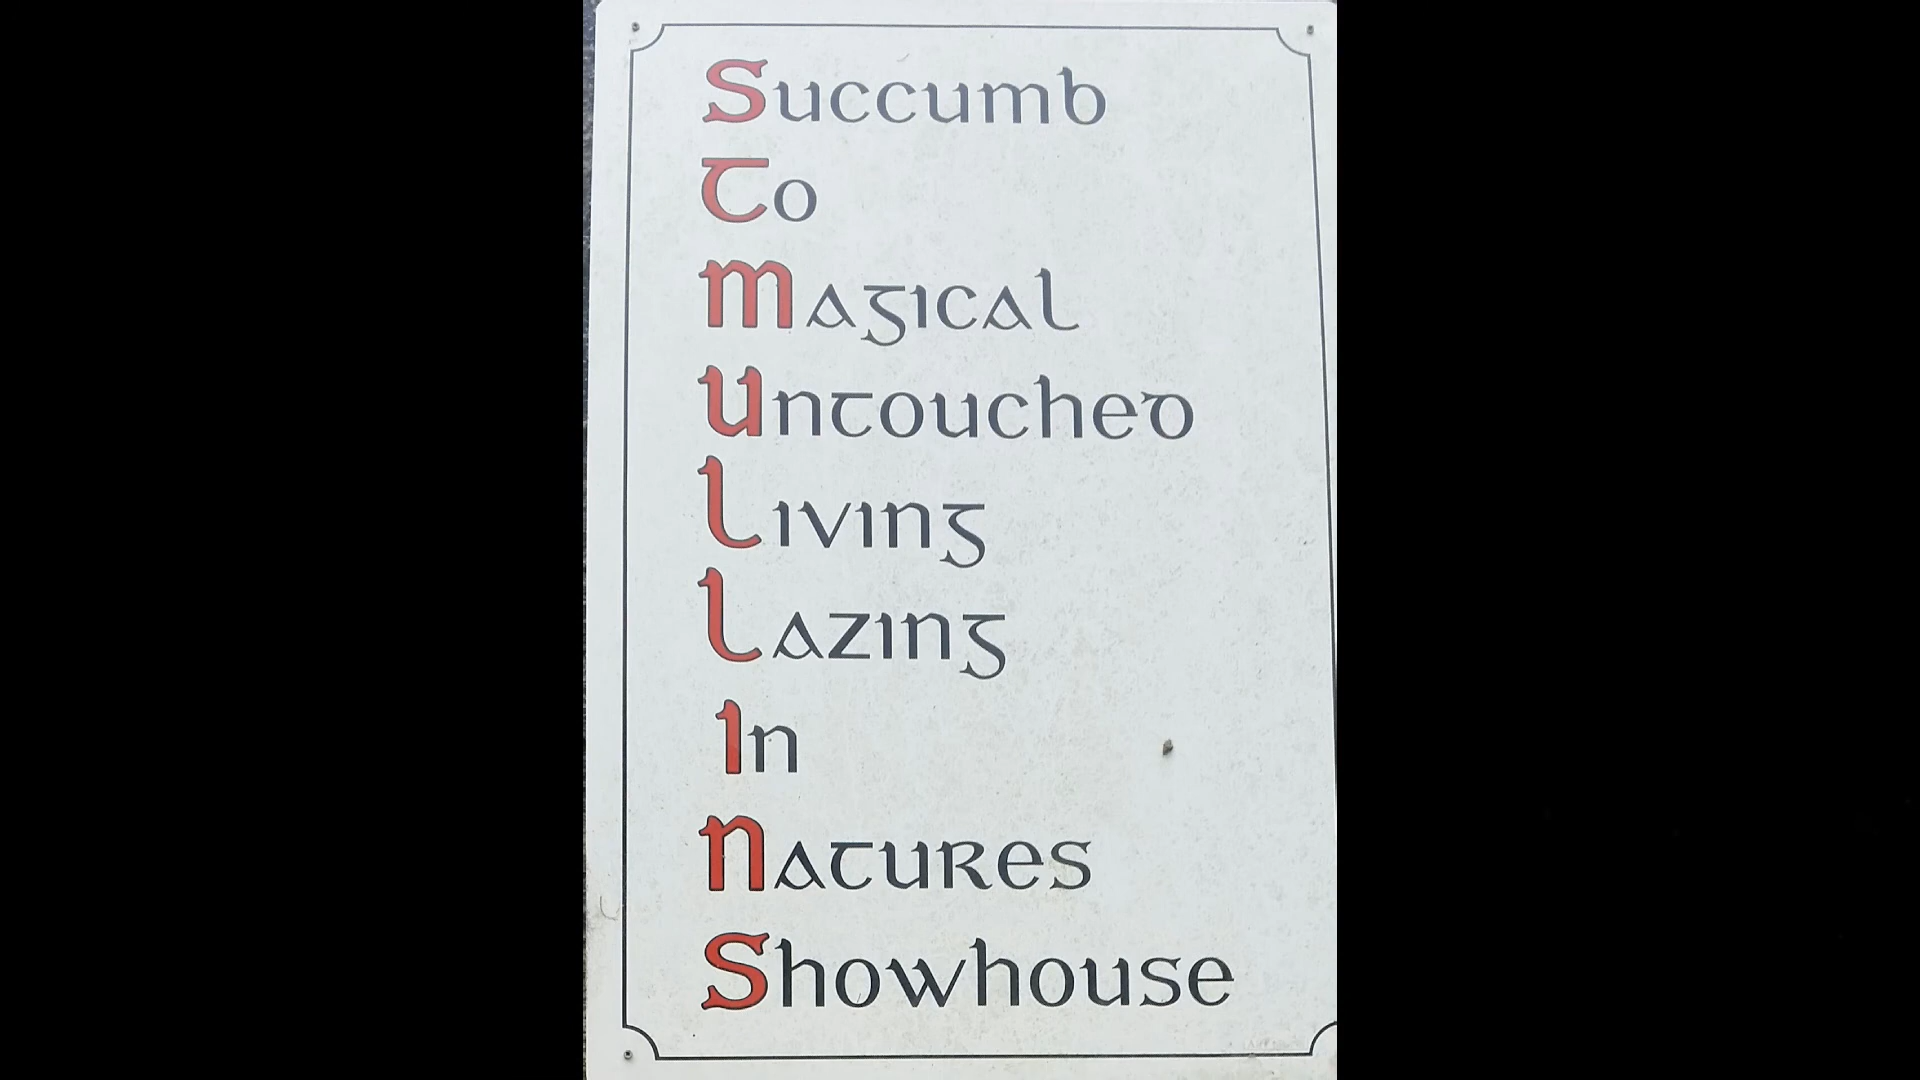 Succumb
To
Magical
Untouched
Living
Lazing
In
Natures
Showhouse